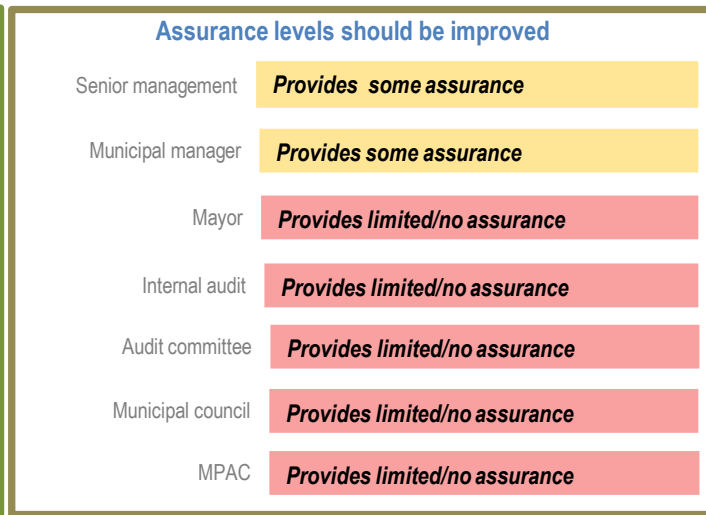 Assurance levels should be improved
Senior management Provides some assurance
Municipal manager Provides some assurance
Mayor Provides limited/no assurance
Internal audit Provides limited/no assurance
Audit committee Provides limited/no assurance
Municipal council Provides limited/no assurance
MPAC Provides limited/no assurance